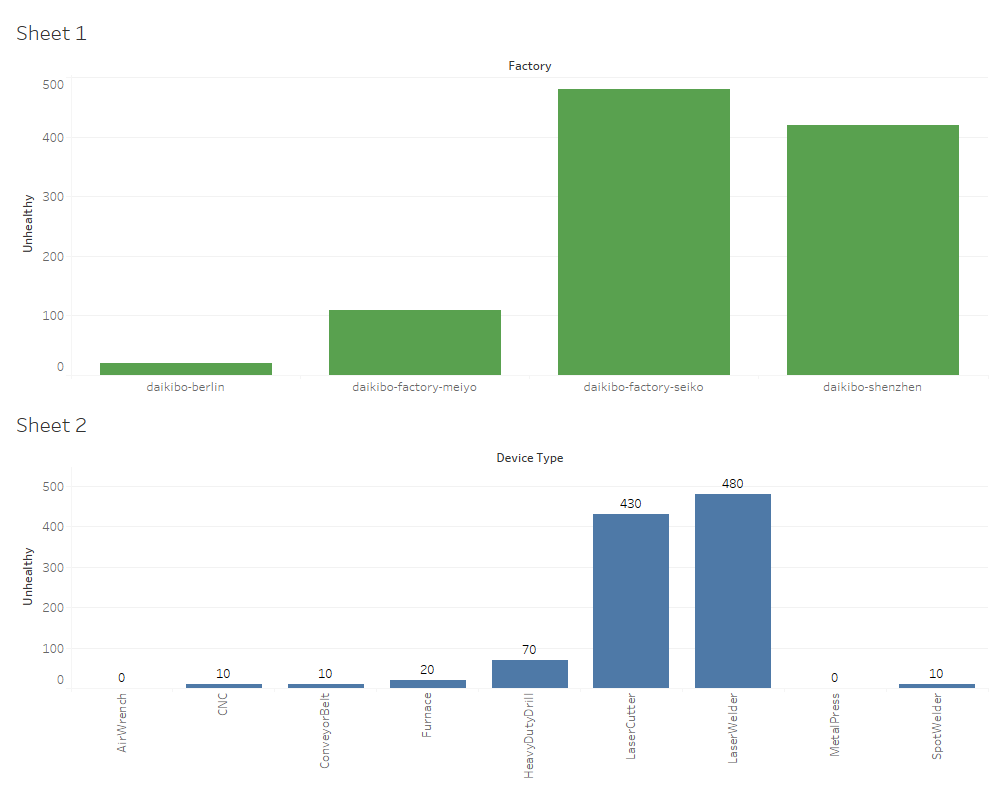 Sheet 1
Factory
Unhealthy
500
400
300
200
100
0
daikibo-berlin daikibo-factory-meiyo daikibo-factory-seiko daikibo-shenzhen
Sheet 2
Device Type
Unhealthy
500
400
300
200
100
0
0 10 10 20 70 430 480 0 10
AirWrench CNC ConveyorBelt Furnace HeavyDutyDrill LaserCutter LaserWelder MetalPress SpotWelder